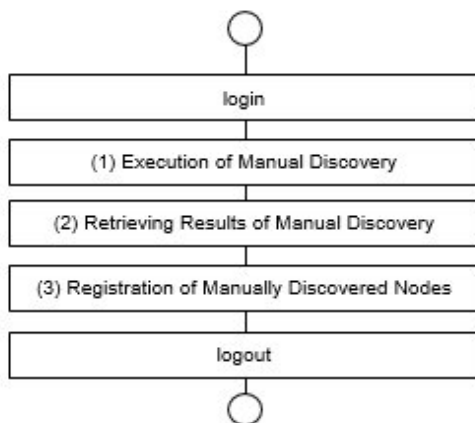 login
(1) Execution of Manual Discovery
(2) Retrieving Results of Manual Discovery
(3) Registration of Manually Discovered Nodes
logout